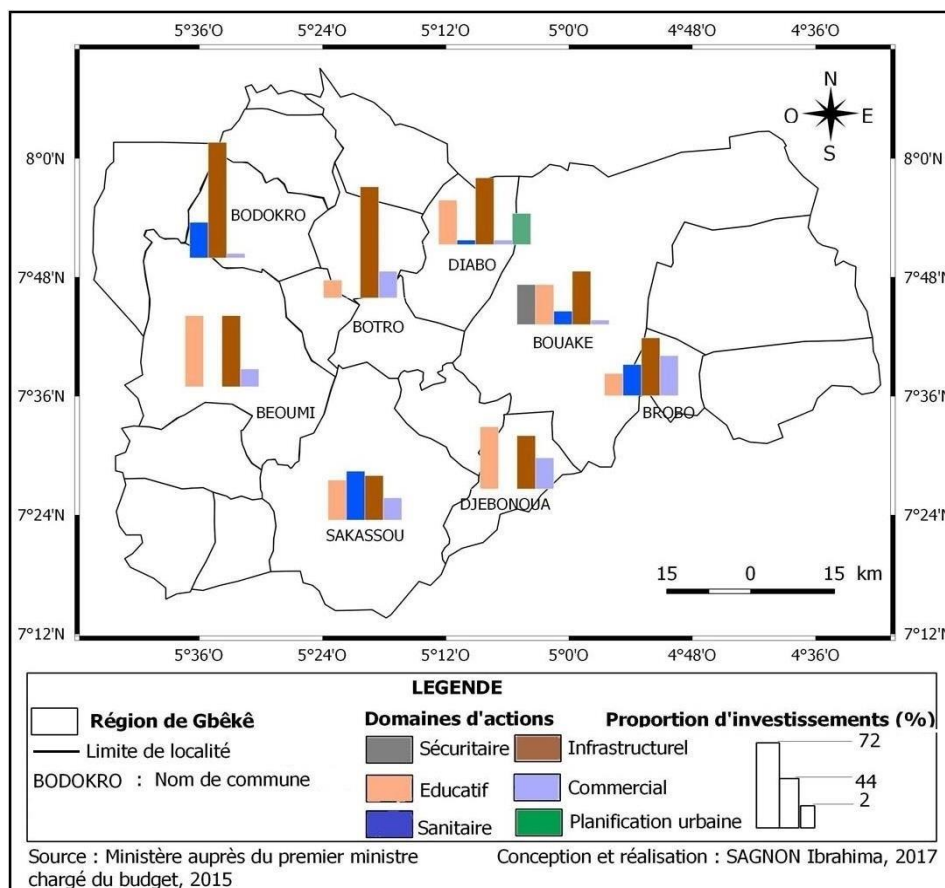 5°36'O 5°24'O 5°12'O 5°0'O 4°48'O 4°36'O
N
O E
S
8°0'N 8°0'N
BODOKRO
DIABO
7°48'N 7°48'N
BOTRO
BOUAKE
7°36'N 7°36'N
BEOUMI
BROBO
DJEBONOUA
7°24'N 7°24'N
SAKASSOU
15 0 15 km
7°12'N 7°12'N
5°36'O 5°24'O 5°12'O 5°0'O 4°48'O 4°36'O
LEGENDE
Région de Gbêkê
Limite de localité
BODOKRO : Nom de commune
Domaines d'actions
Sécuritaire
Infrastructurel
Educatif
Commercial
Sanitaire
Planification urbaine
Proportion d'investissements (%)
72
44
2
Source : Ministère auprès du premier ministre
chargé du budget, 2015
Conception et réalisation : SAGNON Ibrahima, 2017